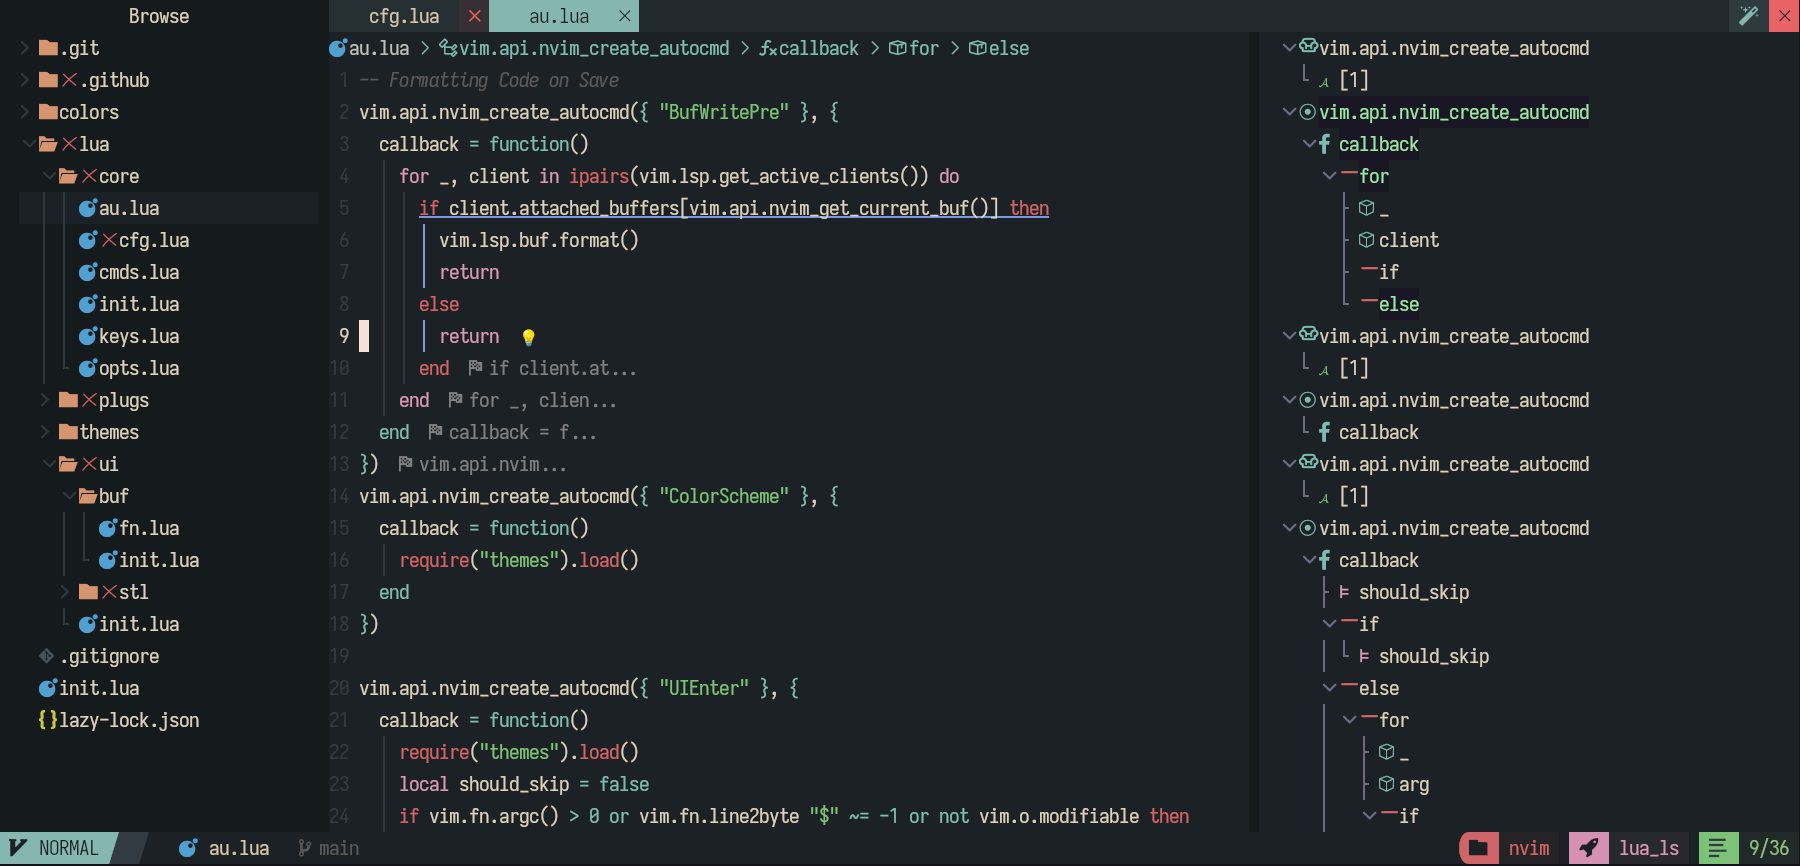 Browse
.git
.github
colors
lua
core
au.lua
cfg.lua
cmds.lua
init.lua
keys.lua
opts.lua
plugs
themes
ui
buf
fn.lua
init.lua
stl
init.lua
.gitignore
init.lua
{}lazy-lock.json
cfg.lua
au.lua
au.lua > vim.api.nvim_create_autocmd > callback > for > else
1 -- Formatting Code on Save
2 vim.api.nvim_create_autocmd({ "BufWritePre" }, {
3 callback = function()
4 for _, client in ipairs(vim.lsp.get_active_clients()) do
5 if client.attached_buffers[vim.api.nvim_get_current_buf()] then
6 vim.lsp.buf.format()
7 return
8 else
9 return
10 end if client.at...
11 end for _, clien...
12 end callback = f...
13 }) vim.api.nvim...
14 vim.api.nvim_create_autocmd({ "ColorScheme" }, {
15 callback = function()
16 require("themes").load()
17 end
18 })
19
20 vim.api.nvim_create_autocmd({ "UIEnter" }, {
21 callback = function()
22 require("themes").load()
23 local should_skip = false
24 if vim.fn.argc() > 0 or vim.fn.line2byte "$" ~= -1 or not vim.o.modifiable then
vim.api.nvim_create_autocmd
[1]
vim.api.nvim_create_autocmd
callback
for
_
client
if
else
vim.api.nvim_create_autocmd
[1]
vim.api.nvim_create_autocmd
callback
vim.api.nvim_create_autocmd
[1]
vim.api.nvim_create_autocmd
callback
should_skip
if
should_skip
else
for
_
arg
if
NORMAL au.lua main nvim lua_ls 9/36